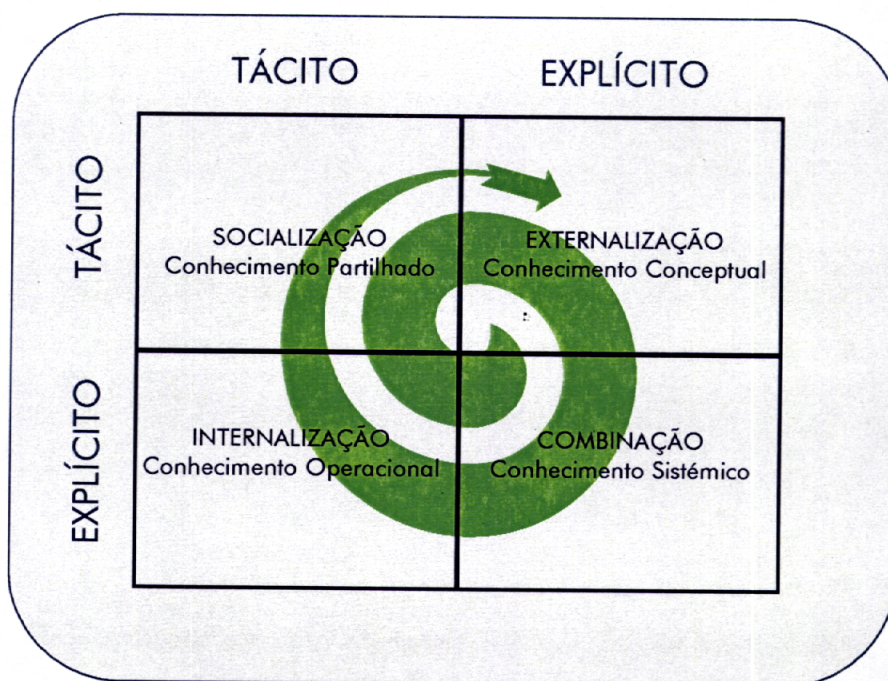 TÁCITO
EXPLÍCITO
TÁCITO
SOCIALIZAÇÃO
Conhecimento Partilhado
EXTERNALIZAÇÃO
Conhecimento Conceptual
EXPLÍCITO
INTERNALIZAÇÃO
Conhecimento Operacional
COMBINAÇÃO
Conhecimento Sistémico